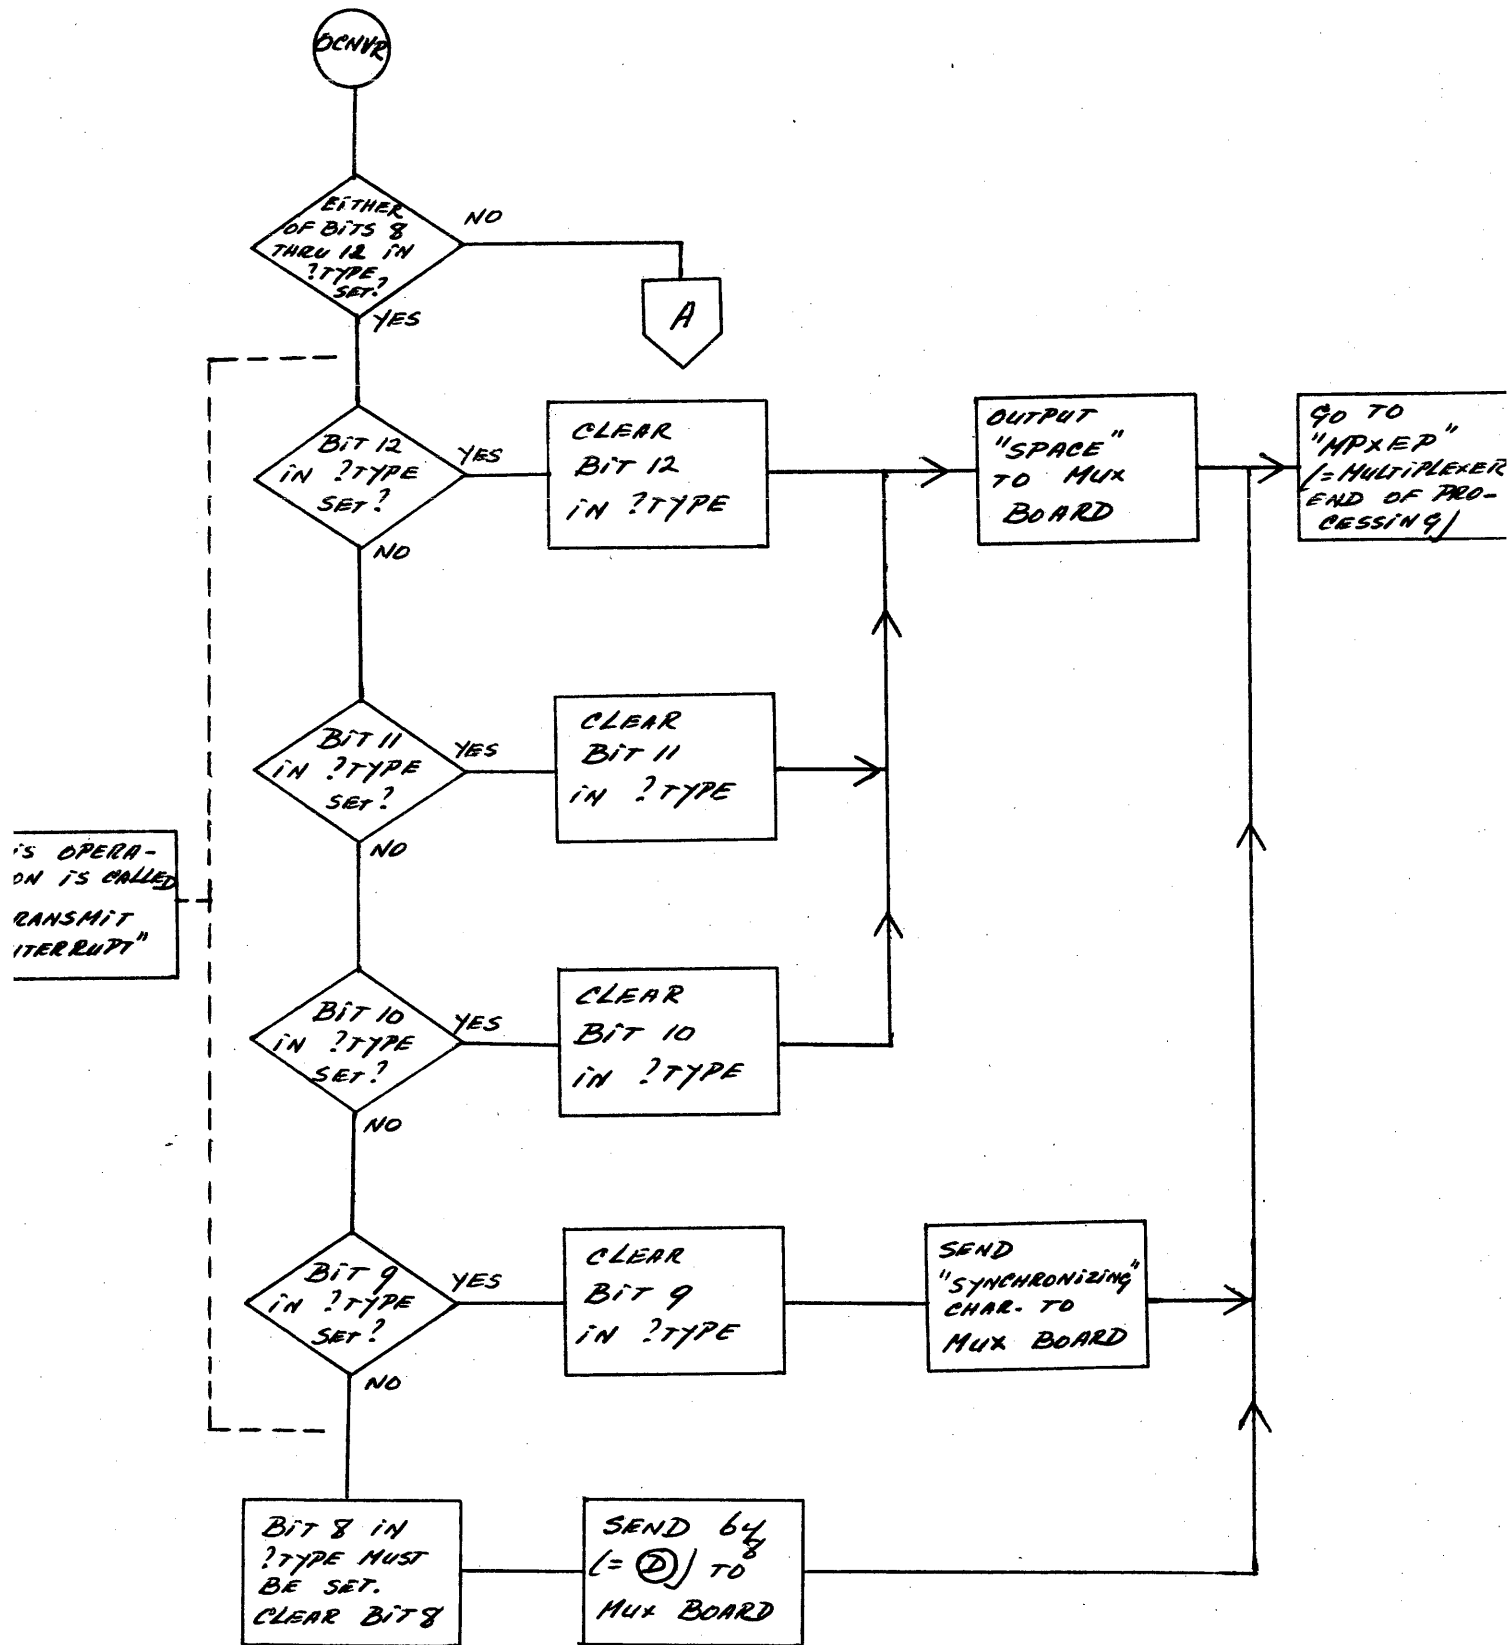 OCNVR
EITHER
OF BITS 8
THRU 12 IN
?TYPE
SET?
NO
YES
A
BIT 12
IN ?TYPE
SET?
YES
NO
CLEAR
BIT 12
IN ?TYPE
OUTPUT
"SPACE"
TO MUX
BOARD
GO TO
"MPXEP"
(=MULTIPLEXER
END OF PRO-
CESSING)
BIT 11
IN ?TYPE
SET?
YES
NO
CLEAR
BIT 11
IN ?TYPE
IS OPERA-
ON IS CALLED
RANSMIT
NTERRUPT"
BIT 10
IN ?TYPE
SET?
YES
NO
CLEAR
BIT 10
IN ?TYPE
BIT 9
IN ?TYPE
SET?
YES
NO
CLEAR
BIT 9
IN ?TYPE
SEND
"SYNCHRONIZING"
CHAR. TO
MUX BOARD
BIT 8 IN
?TYPE MUST
BE SET.
CLEAR BIT 8
SEND 64₈
(= Ⓓ) TO
MUX BOARD